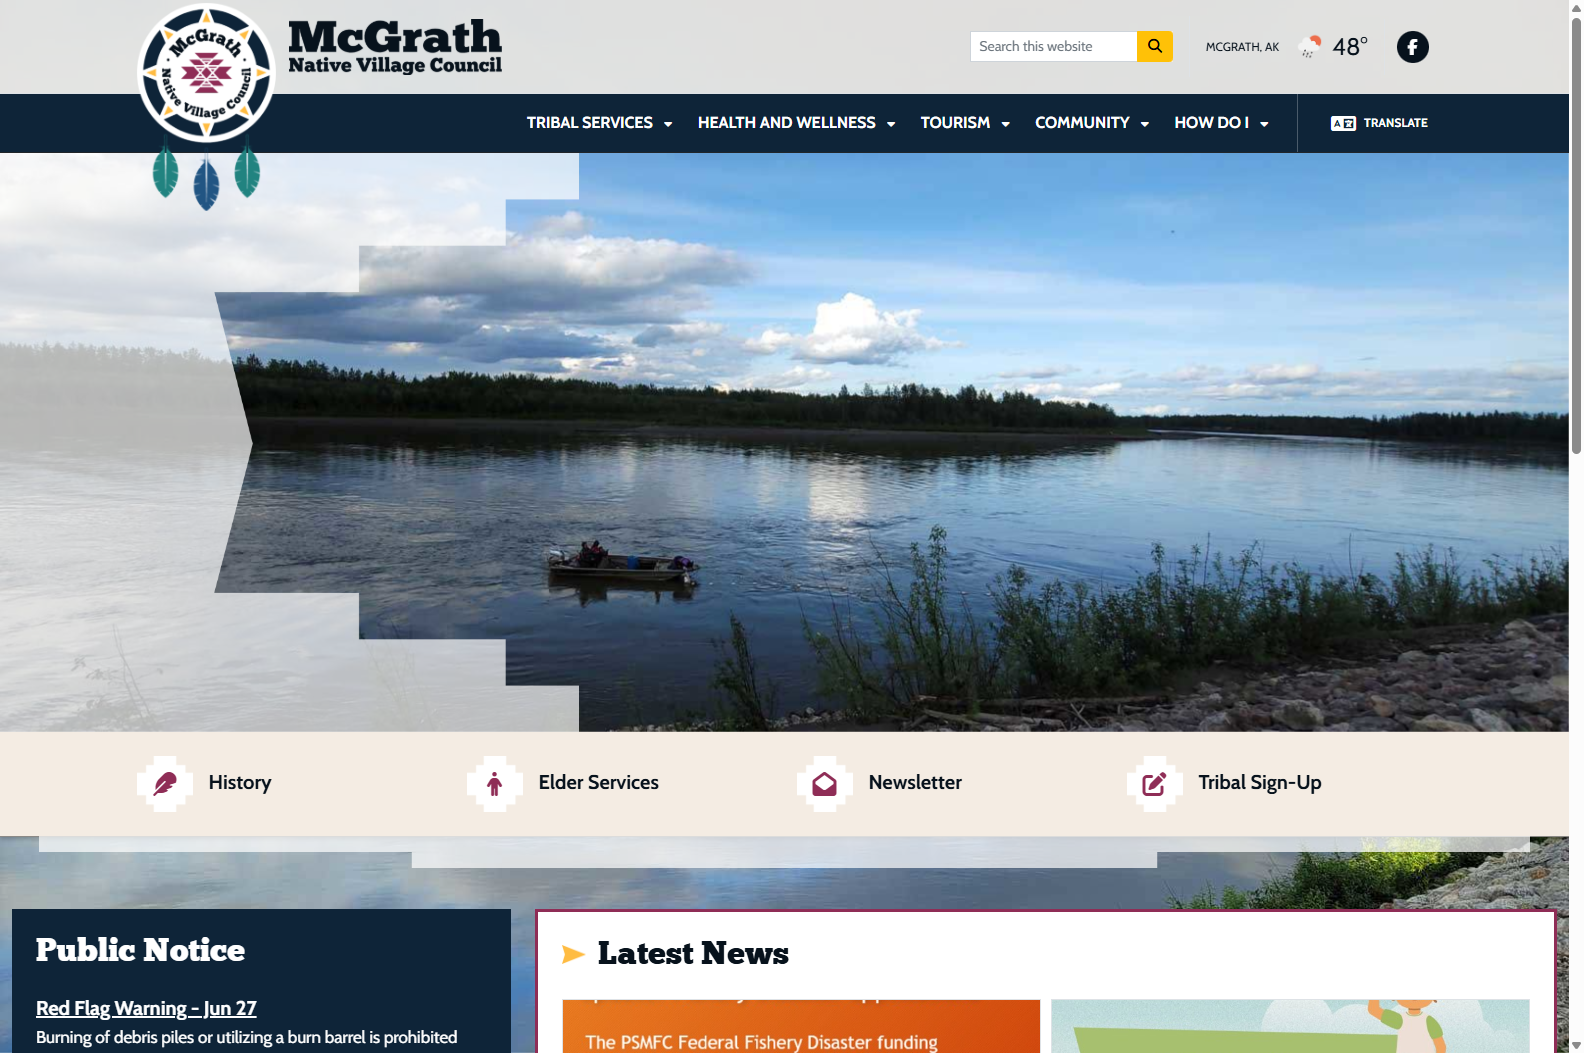 McGrath
Native Village Council
McGrath
Native Village Council
Search this website
MCGRATH, AK
48°
TRIBAL SERVICES
HEALTH AND WELLNESS
TOURISM
COMMUNITY
HOW DO I
TRANSLATE
History
Elder Services
Newsletter
Tribal Sign-Up
Public Notice
Red Flag Warning - Jun 27
Burning of debris piles or utilizing a burn barrel is prohibited
Latest News
The PSMFC Federal Fishery Disaster funding